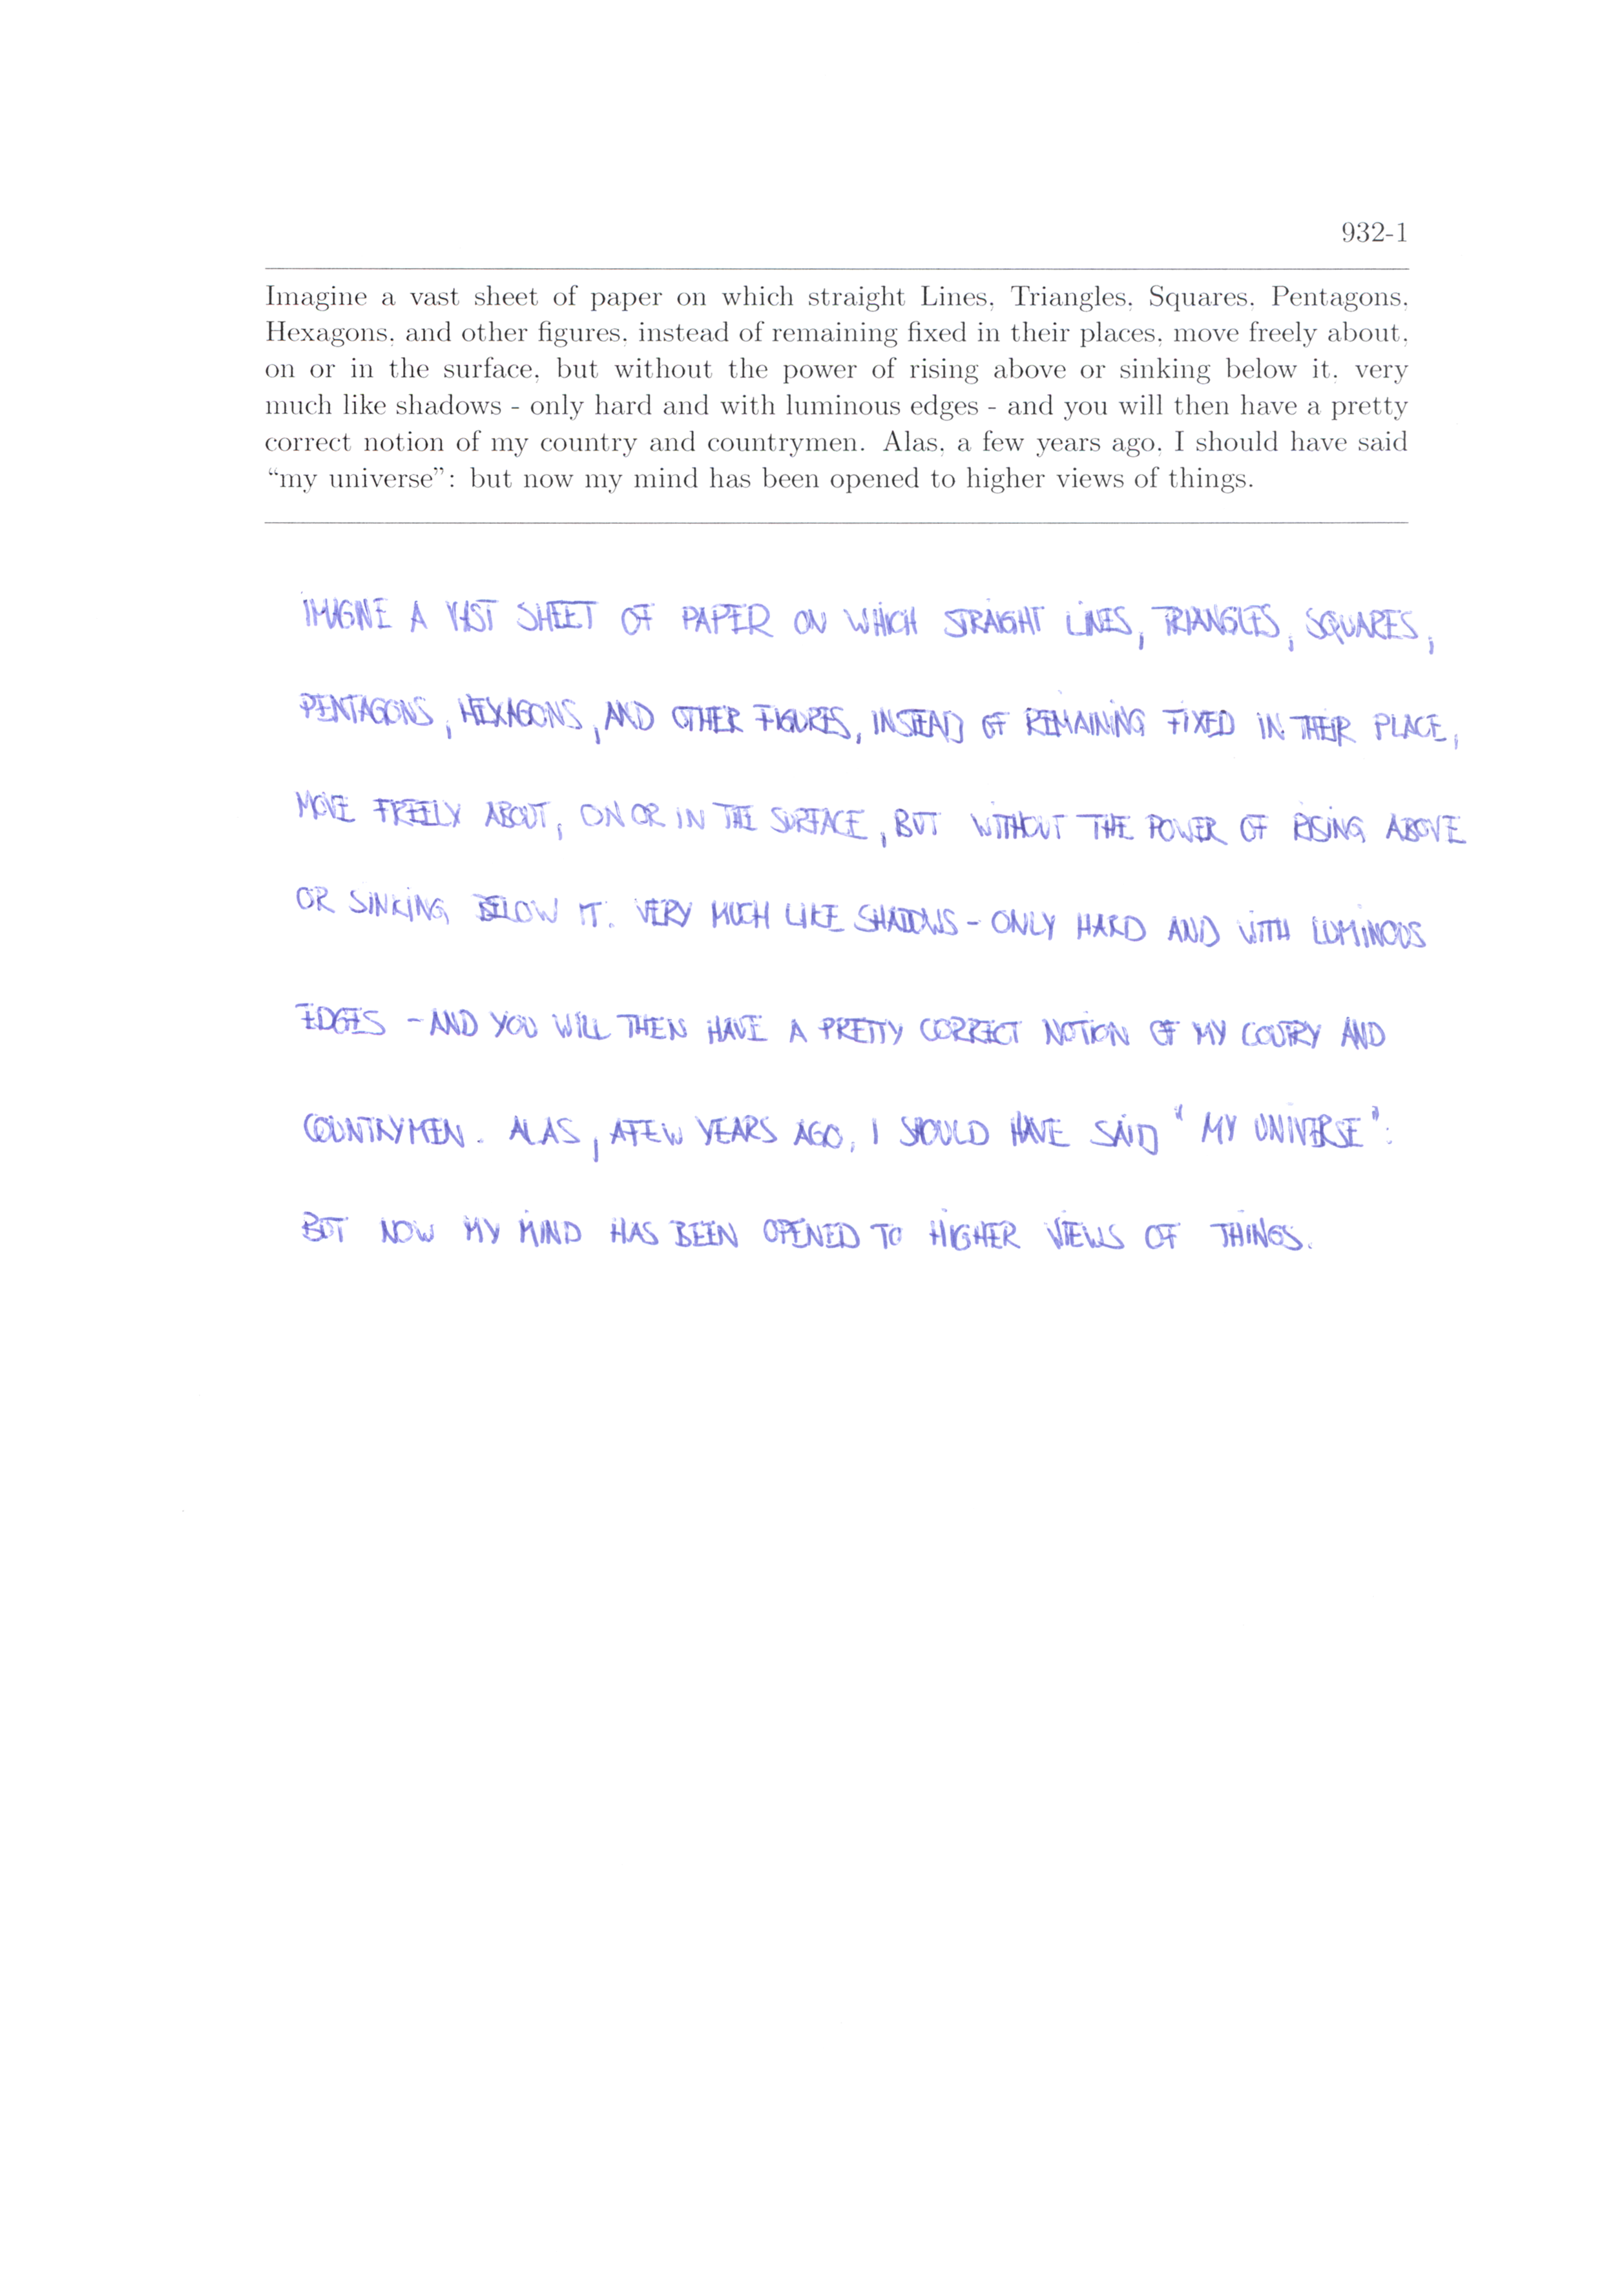 932-1
Imagine a vast sheet of paper on which straight Lines, Triangles, Squares, Pentagons,
Hexagons, and other figures, instead of remaining fixed in their places, move freely about,
on or in the surface, but without the power of rising above or sinking below it, very
much like shadows - only hard and with luminous edges - and you will then have a pretty
correct notion of my country and countrymen. Alas, a few years ago, I should have said
“my universe”: but now my mind has been opened to higher views of things.
IMAGINE A VAST SHEET OF PAPER ON WHICH STRAIGHT LINES, TRIANGLES, SQUARES,
PENTAGONS, HEXAGONS, AND OTHER FIGURES, INSTEAD OF REMAINING FIXED IN THEIR PLACE,
MOVE FREELY ABOUT, ON OR IN THE SURFACE, BUT WITHOUT THE POWER OF RISING ABOVE
OR SINKING BELOW IT. VERY MUCH LIKE SHADOWS - ONLY HARD AND WITH LUMINOUS
EDGES - AND YOU WILL THEN HAVE A PRETTY CORRECT NOTION OF MY COUTRY AND
COUNTRYMEN. ALAS, A FEW YEARS AGO, I SHOULD HAVE SAID "MY UNIVERSE":
BUT NOW MY MIND HAS BEEN OPENED TO HIGHER VIEWS OF THINGS.